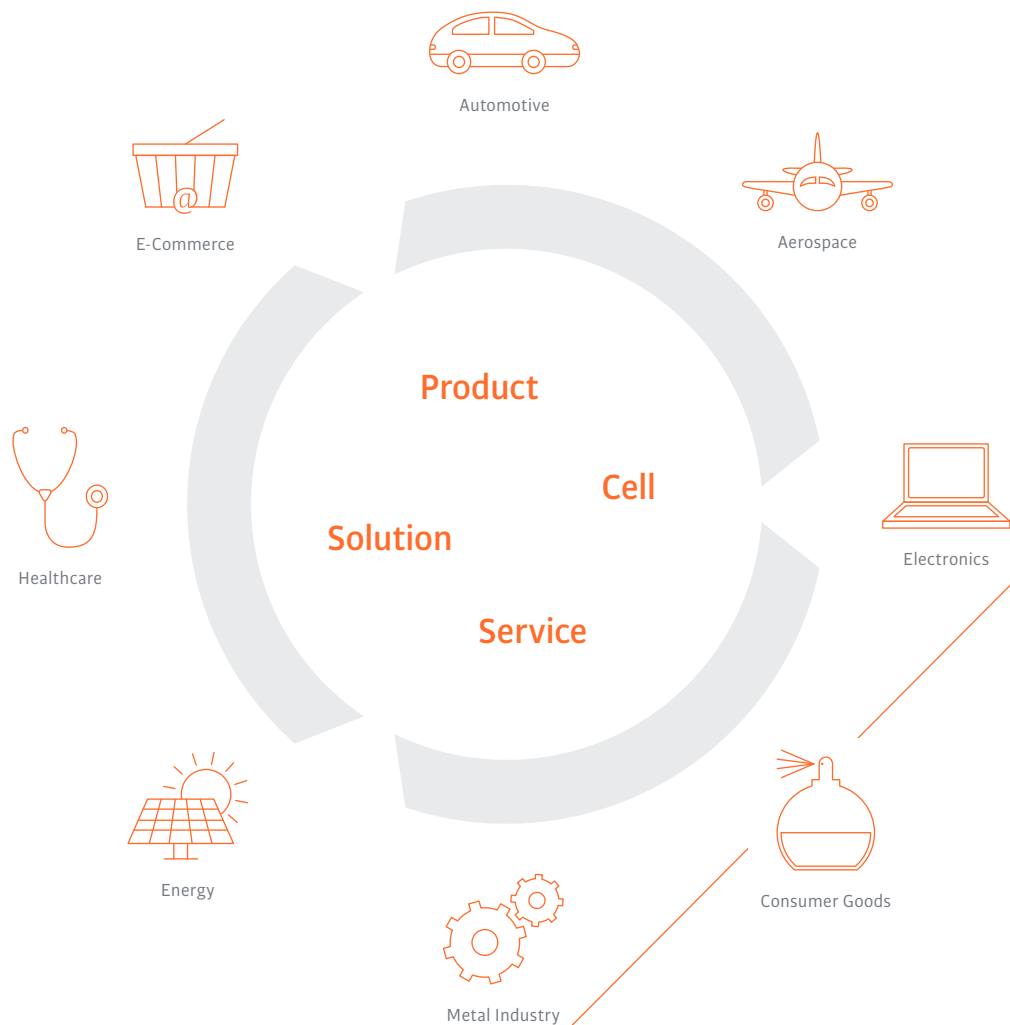 Automotive
E-Commerce
Aerospace
Product
Cell
Solution
Electronics
Healthcare
Service
Energy
Consumer Goods
Metal Industry
@